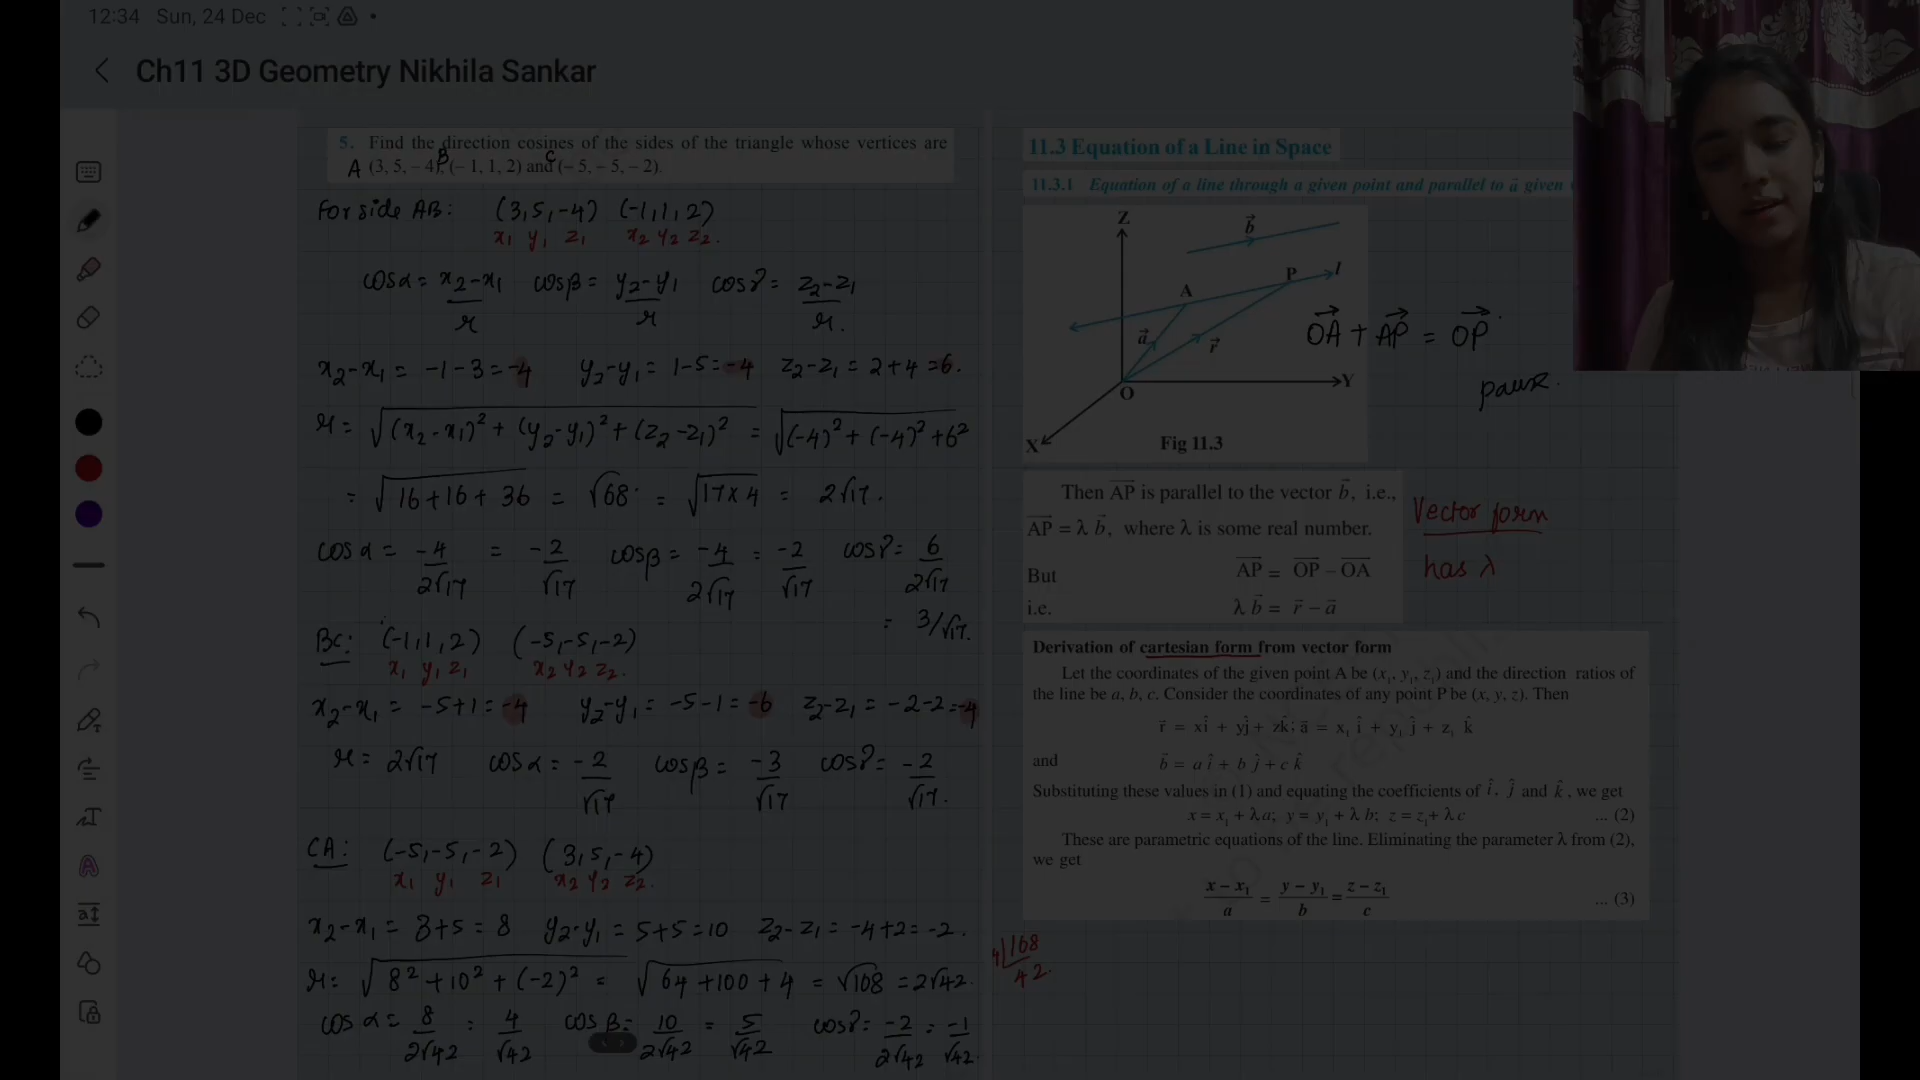 12:34 Sun, 24 Dec
Ch11 3D Geometry Nikhila Sankar
5. Find the direction cosines of the sides of the triangle whose vertices are
A (3, 5, – 4), B (– 1, 1, 2) and C (– 5, – 5, – 2).
For side AB: (3,5,-4) (-1,1,2)
x₁ y₁ z₁ x₂ y₂ z₂.
cosα = x₂-x₁/r cosβ = y₂-y₁/r cosγ = z₂-z₁/r.
x₂-x₁ = -1-3 = -4 y₂-y₁ = 1-5 = -4 z₂-z₁ = 2+4 = 6.
r = √(x₂-x₁)² + (y₂-y₁)² + (z₂-z₁)² = √(-4)² + (-4)² + 6²
= √16+16+36 = √68 = √17×4 = 2√17.
cos α = -4/2√17 = -2/√17 cosβ = -4/2√17 = -2/√17 cosγ = 6/2√17
= 3/√17.
BC: (-1,1,2) (-5,-5,-2)
x₁ y₁ z₁ x₂ y₂ z₂.
x₂-x₁ = -5+1 = -4 y₂-y₁ = -5-1 = -6 z₂-z₁ = -2-2 = -4
r = 2√17 cosα = -2/√17 cosβ = -3/√17 cosγ = -2/√17.
CA: (-5,-5,-2) (3,5,-4)
x₁ y₁ z₁ x₂ y₂ z₂.
x₂-x₁ = 3+5 = 8 y₂-y₁ = 5+5 = 10 z₂-z₁ = -4+2 = -2.
r = √8² + 10² + (-2)² = √64+100+4 = √168 = 2√42.
4|168
42.
cos α = 8/2√42 = 4/√42 cos β = 10/2√42 = 5/√42 cosγ = -2/2√42 = -1/√42.
11.3 Equation of a Line in Space
11.3.1 Equation of a line through a given point and parallel to a⃗ given
Z
b⃗
P
l
A
a⃗
r⃗
O
Y
X
Fig 11.3
OA⃗ + AP⃗ = OP⃗
pause.
Then AP is parallel to the vector b⃗, i.e.,
AP = λ b⃗, where λ is some real number.
But AP = OP – OA
i.e. λ b⃗ = r⃗ – a⃗
Vector form
has λ
Derivation of cartesian form from vector form
Let the coordinates of the given point A be (x₁, y₁, z₁) and the direction ratios of
the line be a, b, c. Consider the coordinates of any point P be (x, y, z). Then
r⃗ = xî + yĵ + zk̂; a⃗ = x₁ î + y₁ ĵ + z₁ k̂
and b⃗ = a î + b ĵ + c k̂
Substituting these values in (1) and equating the coefficients of î, ĵ and k̂, we get
x = x₁ + λ a; y = y₁ + λ b; z = z₁ + λ c ... (2)
These are parametric equations of the line. Eliminating the parameter λ from (2),
we get
x – x₁/a = y – y₁/b = z – z₁/c ... (3)